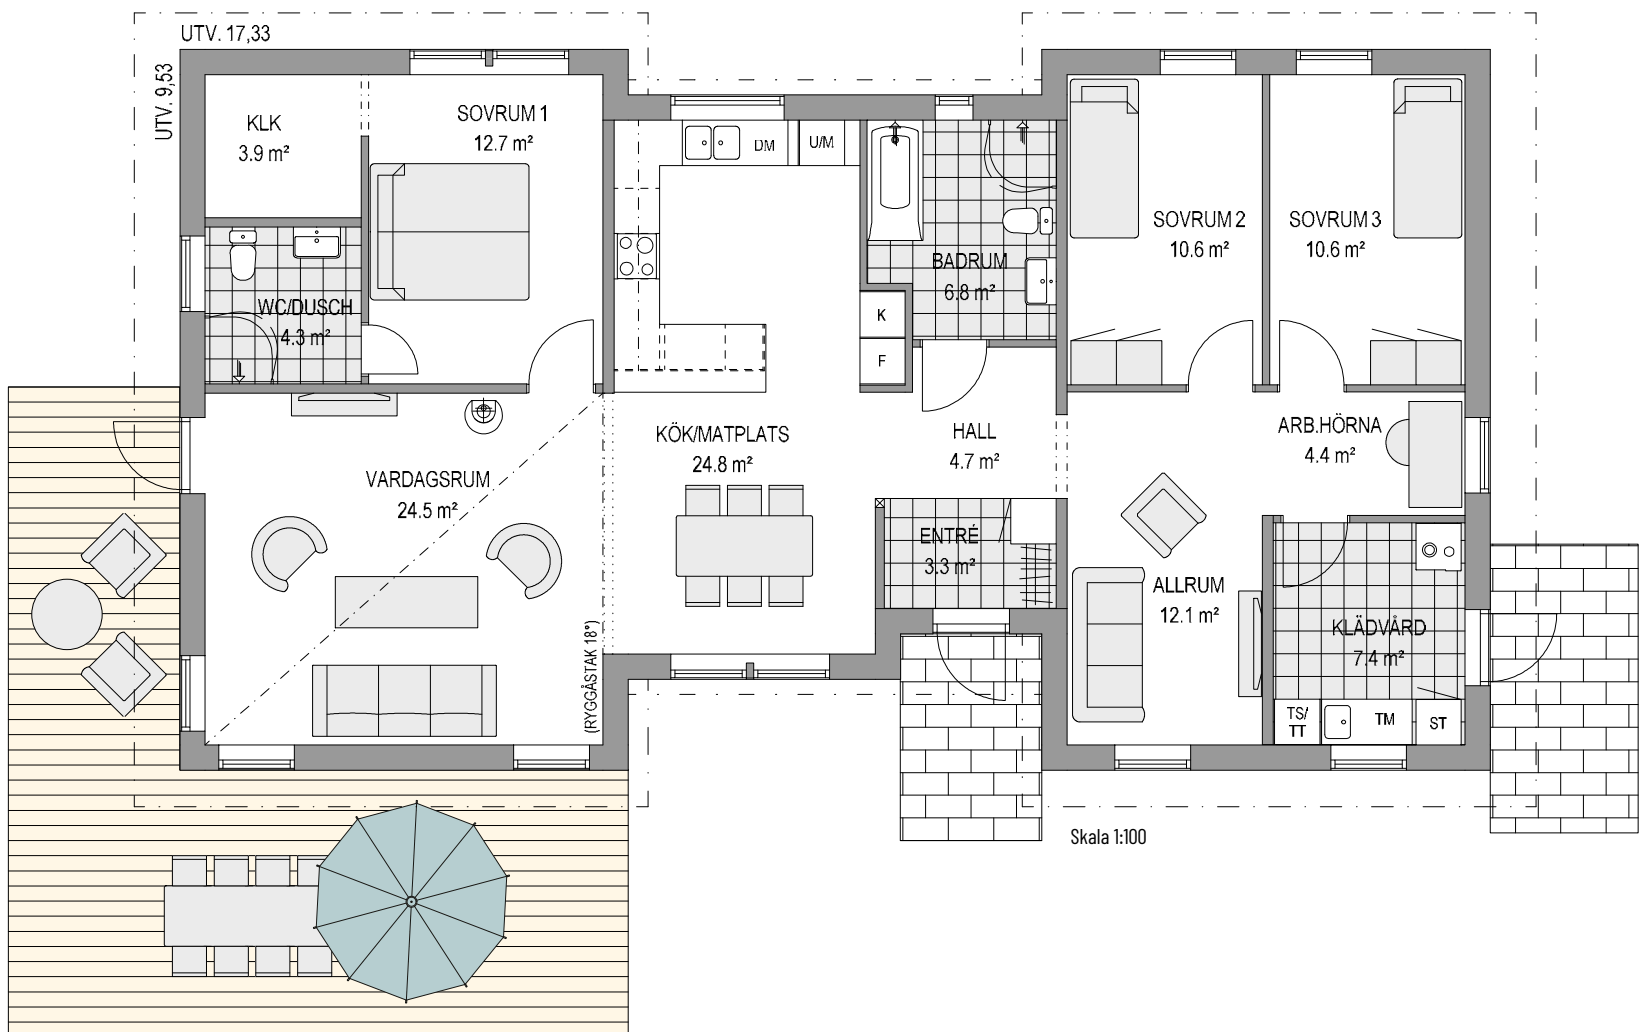 UTV. 17,33
UTV. 9,53
KLK
3.9 m²
SOVRUM 1
12.7 m²
DM
U/M
WC/DUSCH
4.3 m²
BADRUM
6.8 m²
K
F
SOVRUM 2
10.6 m²
SOVRUM 3
10.6 m²
VARDAGSRUM
24.5 m²
(RYGGÅSTAK 18°)
KÖK/MATPLATS
24.8 m²
HALL
4.7 m²
ARB.HÖRNA
4.4 m²
ENTRÉ
3.3 m²
ALLRUM
12.1 m²
KLÄDVÅRD
7.4 m²
TS/
TT
TM
ST
Skala 1:100